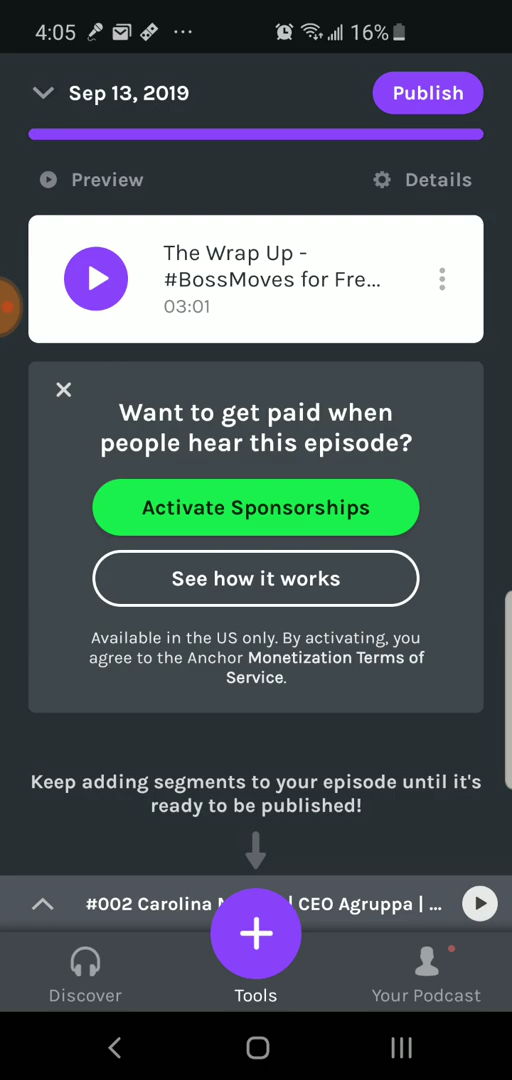 4:05
16%
Sep 13, 2019
Publish
Preview
Details
The Wrap Up -
#BossMoves for Fre...
03:01
Want to get paid when
people hear this episode?
Activate Sponsorships
See how it works
Available in the US only. By activating, you
agree to the Anchor Monetization Terms of
Service.
Keep adding segments to your episode until it's
ready to be published!
#002 Carolina | CEO Agruppa | ...
Discover
Tools
Your Podcast